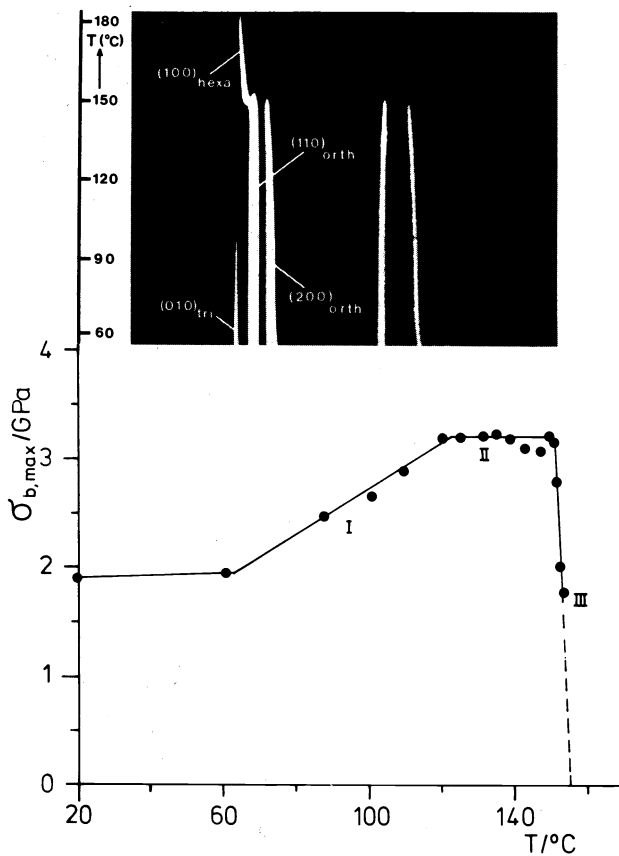 180
T (°C)
150
120
90
60
(100) hexa
(110) orth
(200) orth
(010) tri
4
3
2
1
0
σb,max /GPa
I
II
III
20
60
100
140
T/°C